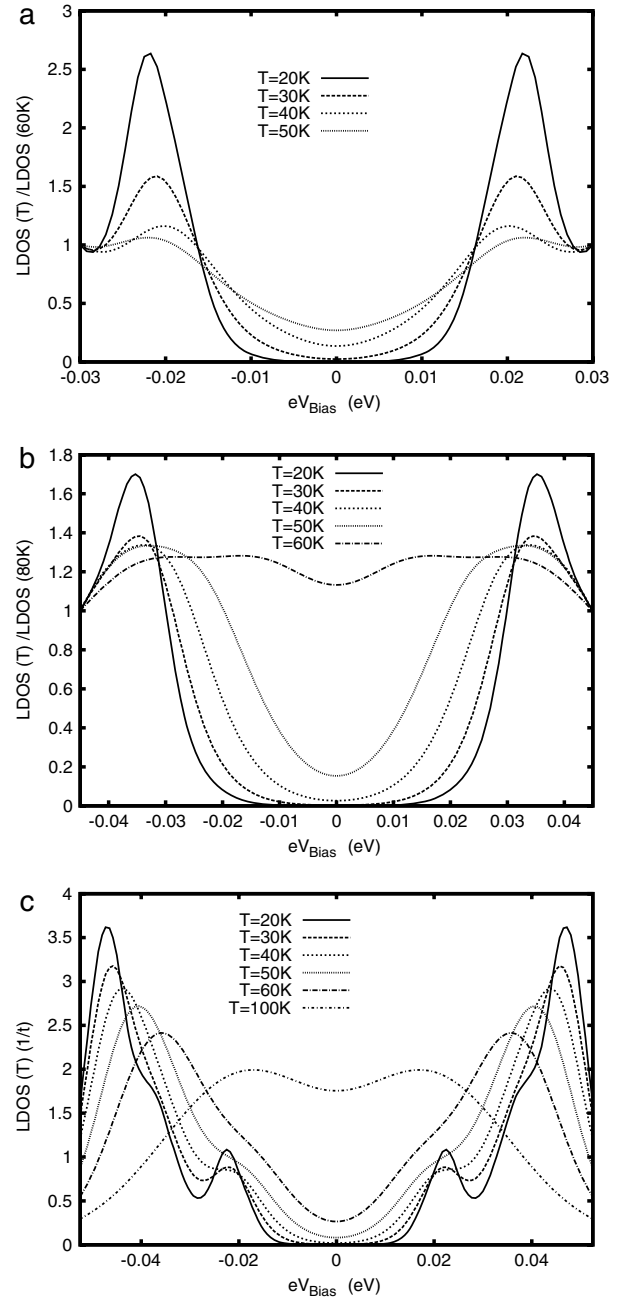 a
3
2.5
2
1.5
1
0.5
0
LDOS (T) /LDOS (60K)
T=20K
T=30K
T=40K
T=50K
-0.03 -0.02 -0.01 0 0.01 0.02 0.03
eVBias (eV)
b
1.8
1.6
1.4
1.2
1
0.8
0.6
0.4
0.2
0
LDOS (T) /LDOS (80K)
T=20K
T=30K
T=40K
T=50K
T=60K
-0.04 -0.03 -0.02 -0.01 0 0.01 0.02 0.03 0.04
eVBias (eV)
c
4
3.5
3
2.5
2
1.5
1
0.5
0
LDOS (T) (1/t)
T=20K
T=30K
T=40K
T=50K
T=60K
T=100K
-0.04 -0.02 0 0.02 0.04
eVBias (eV)